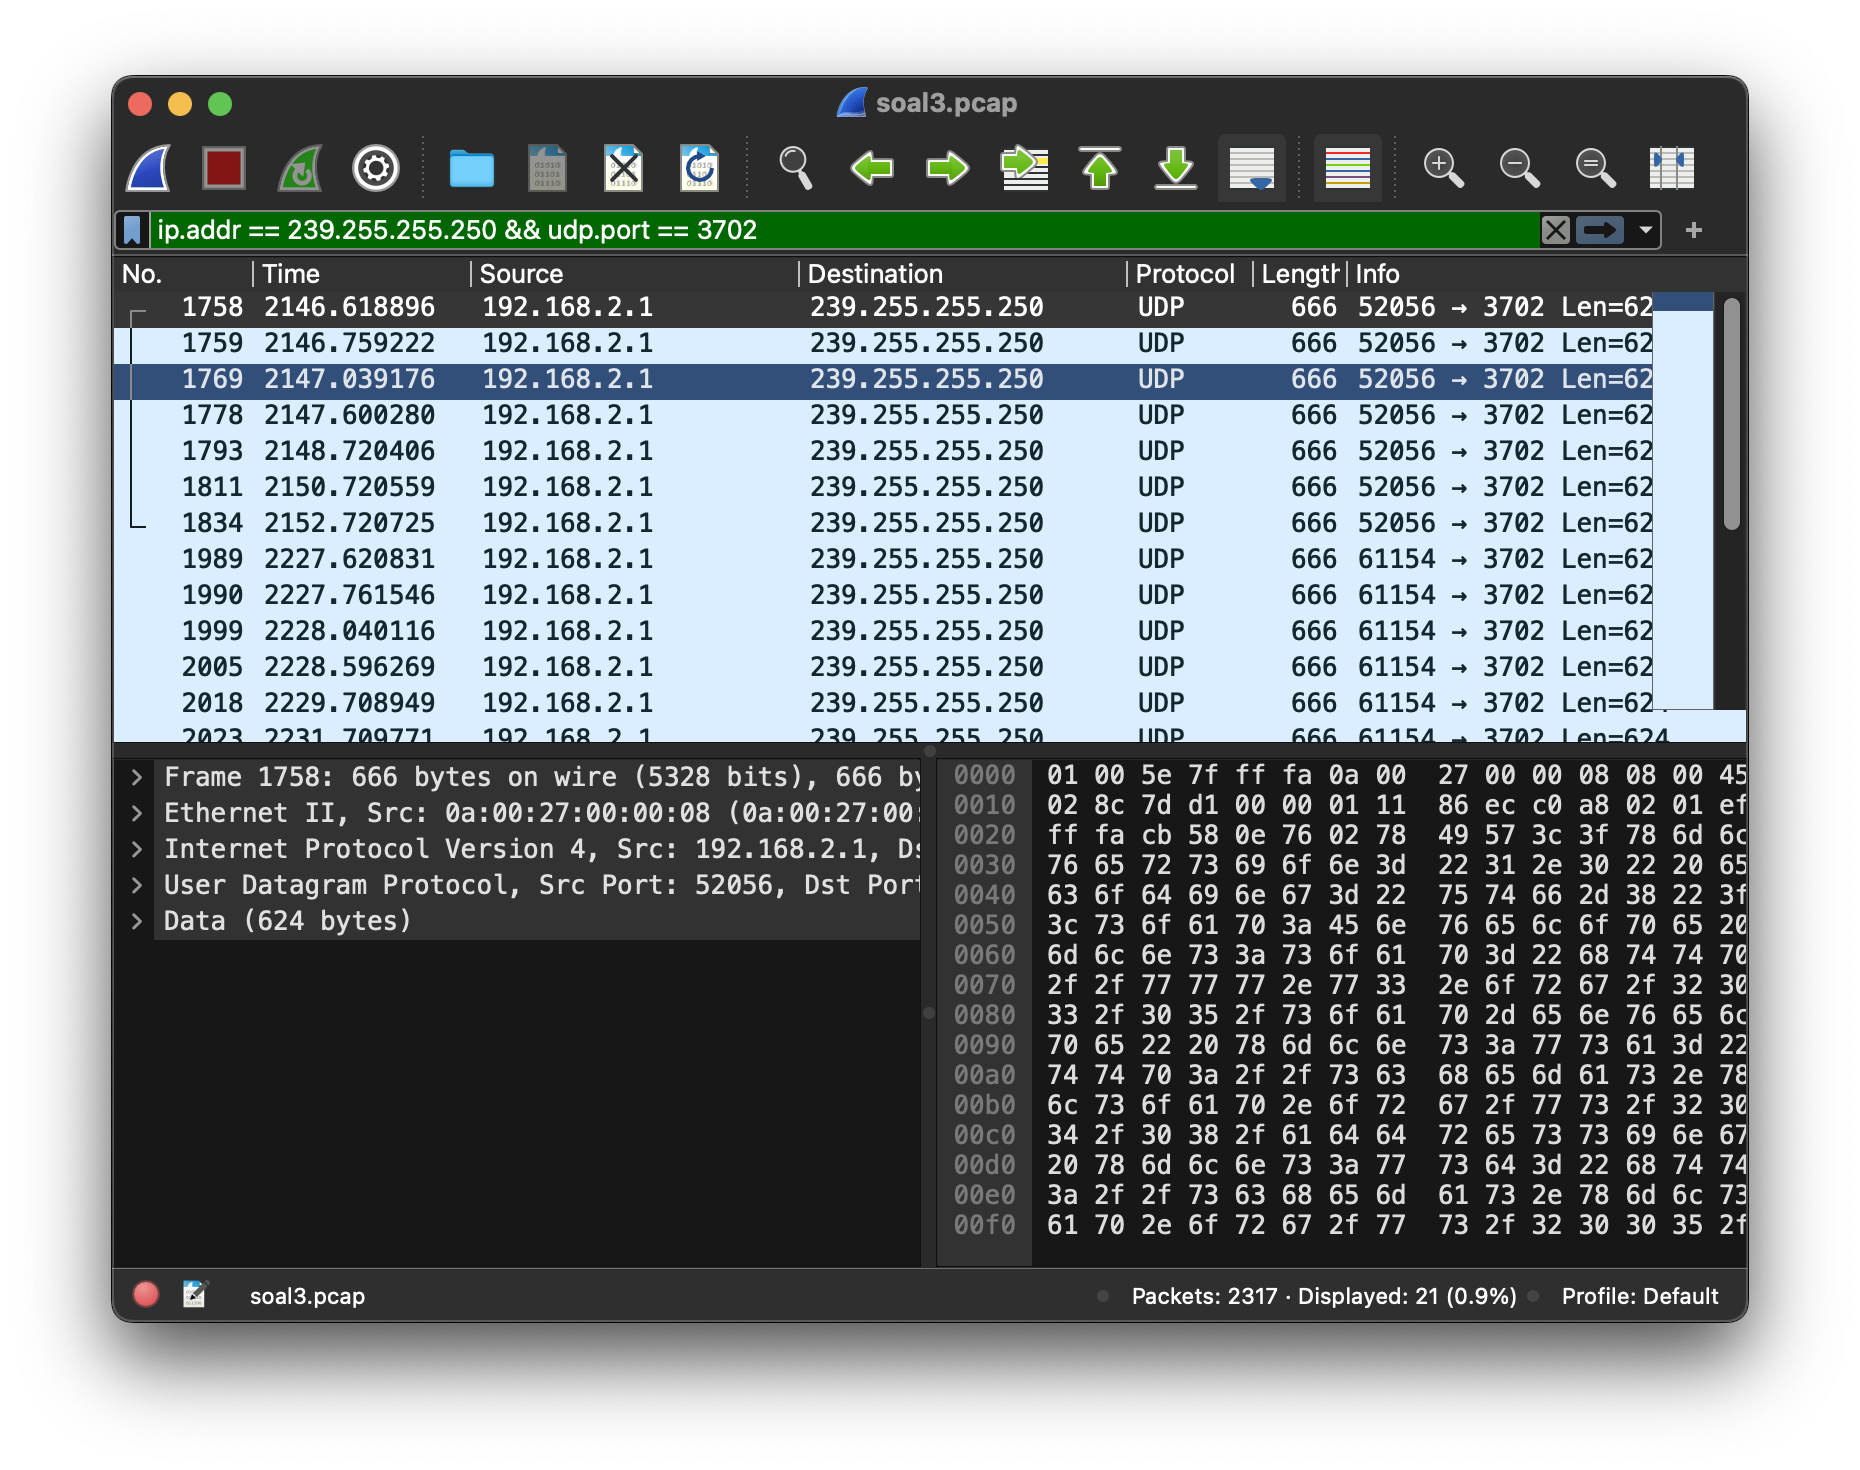 soal3.pcap
ip.addr == 239.255.255.250 && udp.port == 3702
No. Time Source Destination Protocol Length Info
1758 2146.618896 192.168.2.1 239.255.255.250 UDP 666 52056 → 3702 Len=62
1759 2146.759222 192.168.2.1 239.255.255.250 UDP 666 52056 → 3702 Len=62
1769 2147.039176 192.168.2.1 239.255.255.250 UDP 666 52056 → 3702 Len=62
1778 2147.600280 192.168.2.1 239.255.255.250 UDP 666 52056 → 3702 Len=62
1793 2148.720406 192.168.2.1 239.255.255.250 UDP 666 52056 → 3702 Len=62
1811 2150.720559 192.168.2.1 239.255.255.250 UDP 666 52056 → 3702 Len=62
1834 2152.720725 192.168.2.1 239.255.255.250 UDP 666 52056 → 3702 Len=62
1989 2227.620831 192.168.2.1 239.255.255.250 UDP 666 61154 → 3702 Len=62
1990 2227.761546 192.168.2.1 239.255.255.250 UDP 666 61154 → 3702 Len=62
1999 2228.040116 192.168.2.1 239.255.255.250 UDP 666 61154 → 3702 Len=62
2005 2228.596269 192.168.2.1 239.255.255.250 UDP 666 61154 → 3702 Len=62
2018 2229.708949 192.168.2.1 239.255.255.250 UDP 666 61154 → 3702 Len=624
2023 2231.709771 192.168.2.1 239.255.255.250 UDP 666 61154 → 3702 Len=624
Frame 1758: 666 bytes on wire (5328 bits), 666 by
Ethernet II, Src: 0a:00:27:00:00:08 (0a:00:27:00:
Internet Protocol Version 4, Src: 192.168.2.1, Ds
User Datagram Protocol, Src Port: 52056, Dst Port
Data (624 bytes)
0000 01 00 5e 7f ff fa 0a 00 27 00 00 08 08 00 45
0010 02 8c 7d d1 00 00 01 11 86 ec c0 a8 02 01 ef
0020 ff fa cb 58 0e 76 02 78 49 57 3c 3f 78 6d 6c
0030 76 65 72 73 69 6f 6e 3d 22 31 2e 30 22 20 65
0040 63 6f 64 69 6e 67 3d 22 75 74 66 2d 38 22 3f
0050 3c 73 6f 61 70 3a 45 6e 76 65 6c 6f 70 65 20
0060 6d 6c 6e 73 3a 73 6f 61 70 3d 22 68 74 74 70
0070 2f 2f 77 77 77 2e 77 33 2e 6f 72 67 2f 32 30
0080 33 2f 30 35 2f 73 6f 61 70 2d 65 6e 76 65 6c
0090 70 65 22 20 78 6d 6c 6e 73 3a 77 73 61 3d 22
00a0 74 74 70 3a 2f 2f 73 63 68 65 6d 61 73 2e 78
00b0 6c 73 6f 61 70 2e 6f 72 67 2f 77 73 2f 32 30
00c0 34 2f 30 38 2f 61 64 64 72 65 73 73 69 6e 67
00d0 20 78 6d 6c 6e 73 3a 77 73 64 3d 22 68 74 74
00e0 3a 2f 2f 73 63 68 65 6d 61 73 2e 78 6d 6c 73
00f0 61 70 2e 6f 72 67 2f 77 73 2f 32 30 30 35 2f
soal3.pcap
Packets: 2317 · Displayed: 21 (0.9%)
Profile: Default